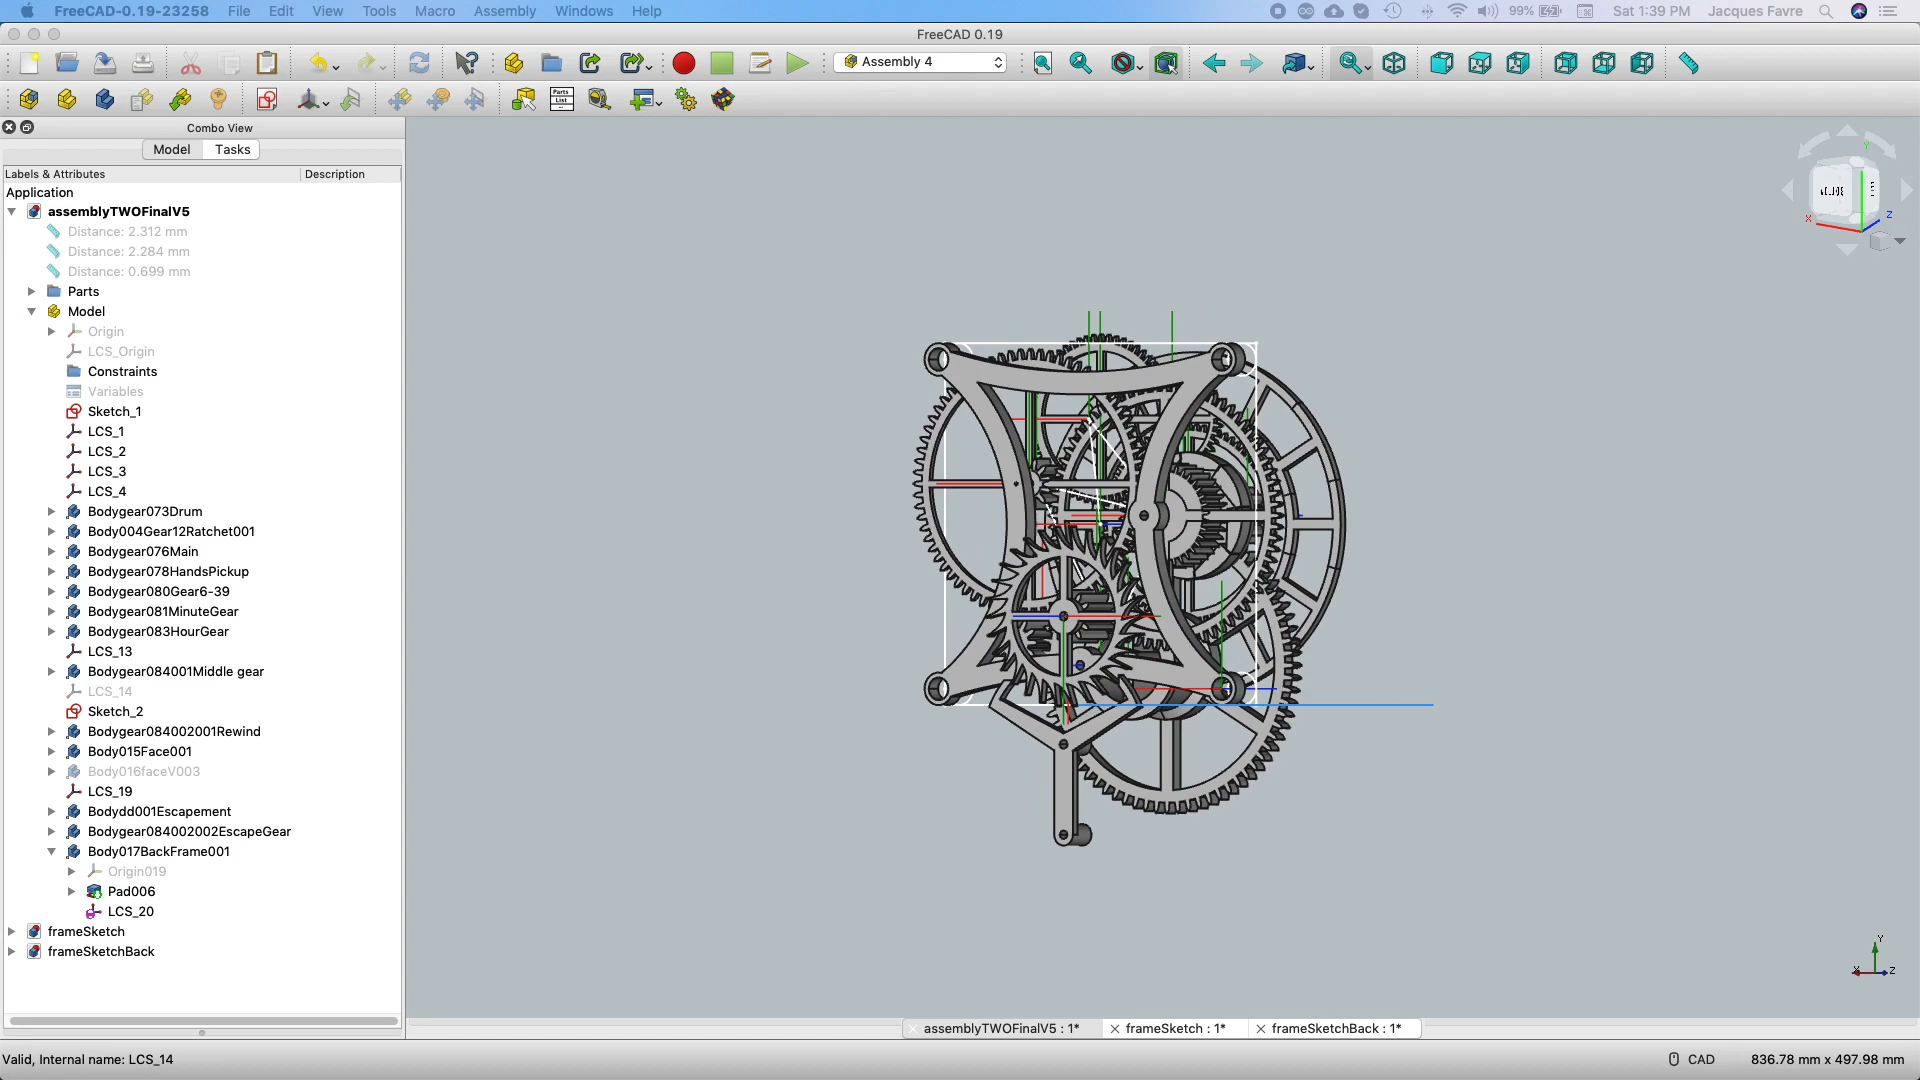 FreeCAD-0.19-23258 File Edit View Tools Macro Assembly Windows Help 99% Sat 1:39 PM Jacques Favre
FreeCAD 0.19
Assembly 4
Parts List
Combo View
Model Tasks
Labels & Attributes Description
Application
assemblyTWOFinalV5
Distance: 2.312 mm
Distance: 2.284 mm
Distance: 0.699 mm
Parts
Model
Origin
LCS_Origin
Constraints
Variables
Sketch_1
LCS_1
LCS_2
LCS_3
LCS_4
Bodygear073Drum
Body004Gear12Ratchet001
Bodygear076Main
Bodygear078HandsPickup
Bodygear080Gear6-39
Bodygear081MinuteGear
Bodygear083HourGear
LCS_13
Bodygear084001Middle gear
LCS_14
Sketch_2
Bodygear084002001Rewind
Body015Face001
Body016faceV003
LCS_19
Bodydd001Escapement
Bodygear084002002EscapeGear
Body017BackFrame001
Origin019
Pad006
LCS_20
frameSketch
frameSketchBack
Y
X
Z
Y
X
Z
assemblyTWOFinalV5 : 1* frameSketch : 1* frameSketchBack : 1*
Valid, Internal name: LCS_14 CAD 836.78 mm x 497.98 mm